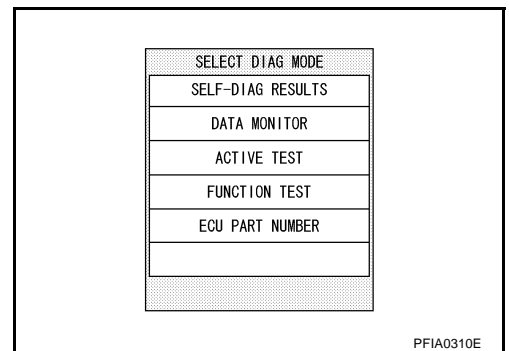 SELECT DIAG MODE
SELF-DIAG RESULTS
DATA MONITOR
ACTIVE TEST
FUNCTION TEST
ECU PART NUMBER
PFIA0310E